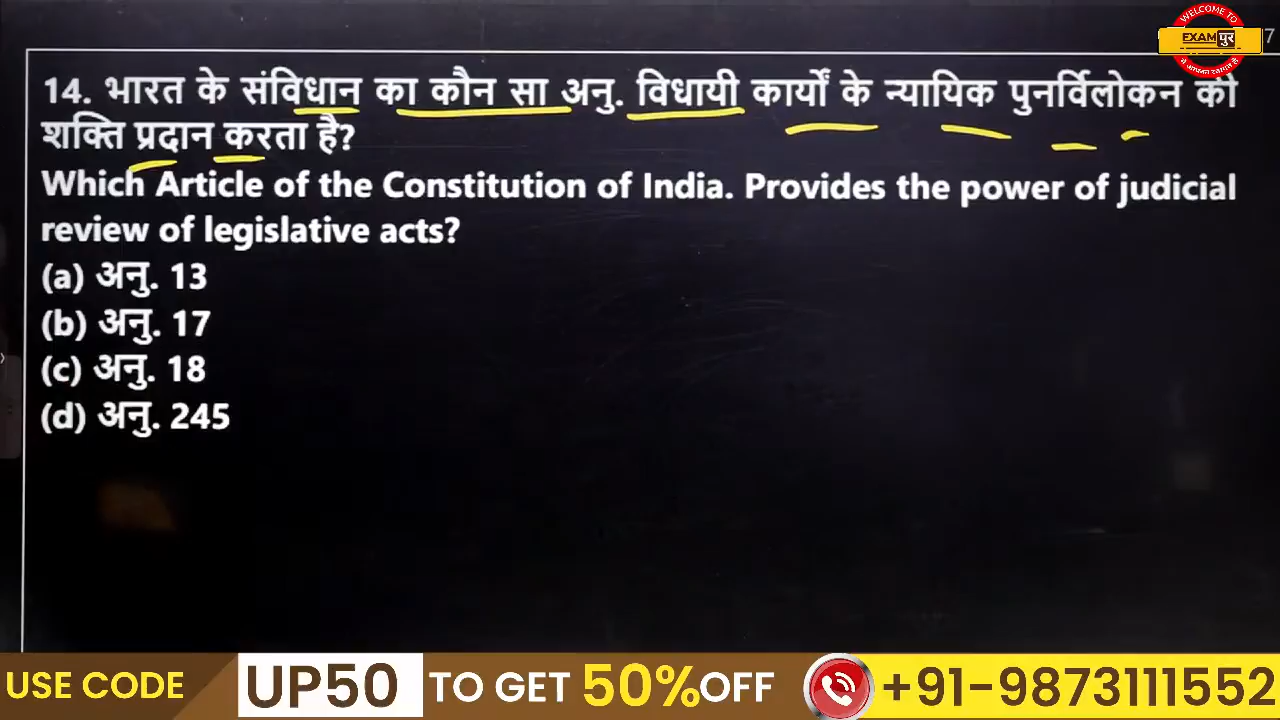 WELCOME TO
EXAM पुर
7
14. भारत के संविधान का कौन सा अनु. विधायी कार्यों के न्यायिक पुनर्विलोकन की
शक्ति प्रदान करता है?
Which Article of the Constitution of India. Provides the power of judicial
review of legislative acts?
(a) अनु. 13
(b) अनु. 17
(c) अनु. 18
(d) अनु. 245
USE CODE UP50 TO GET 50%OFF +91-9873111552